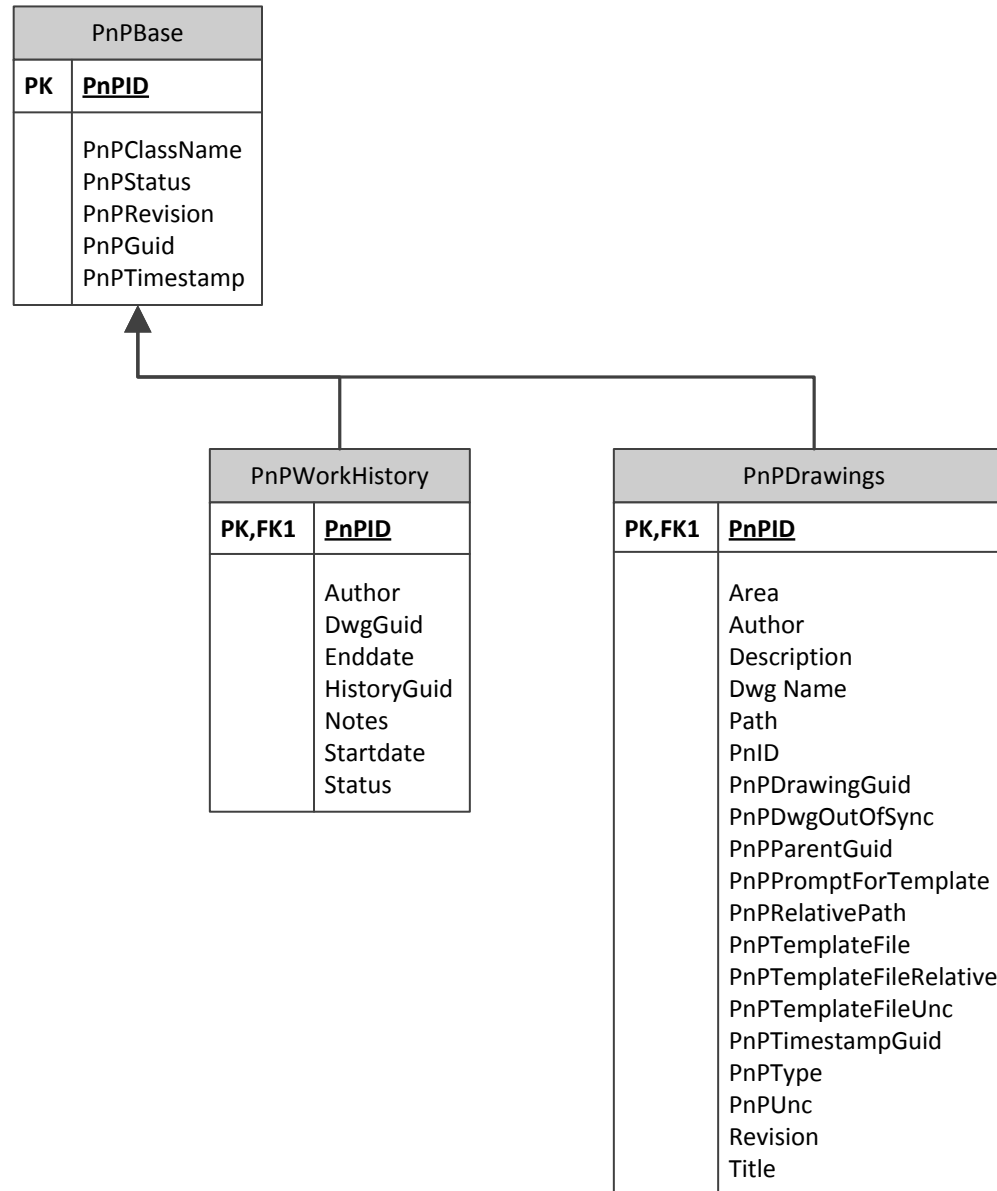 PnPBase
PK PnPID
PnPClassName
PnPStatus
PnPRevision
PnPGuid
PnPTimestamp
PnPWorkHistory
PK,FK1 PnPID
Author
DwgGuid
Enddate
HistoryGuid
Notes
Startdate
Status
PnPDrawings
PK,FK1 PnPID
Area
Author
Description
Dwg Name
Path
PnID
PnPDrawingGuid
PnPDwgOutOfSync
PnPParentGuid
PnPPromptForTemplate
PnPRelativePath
PnPTemplateFile
PnPTemplateFileRelative
PnPTemplateFileUnc
PnPTimestampGuid
PnPType
PnPUnc
Revision
Title